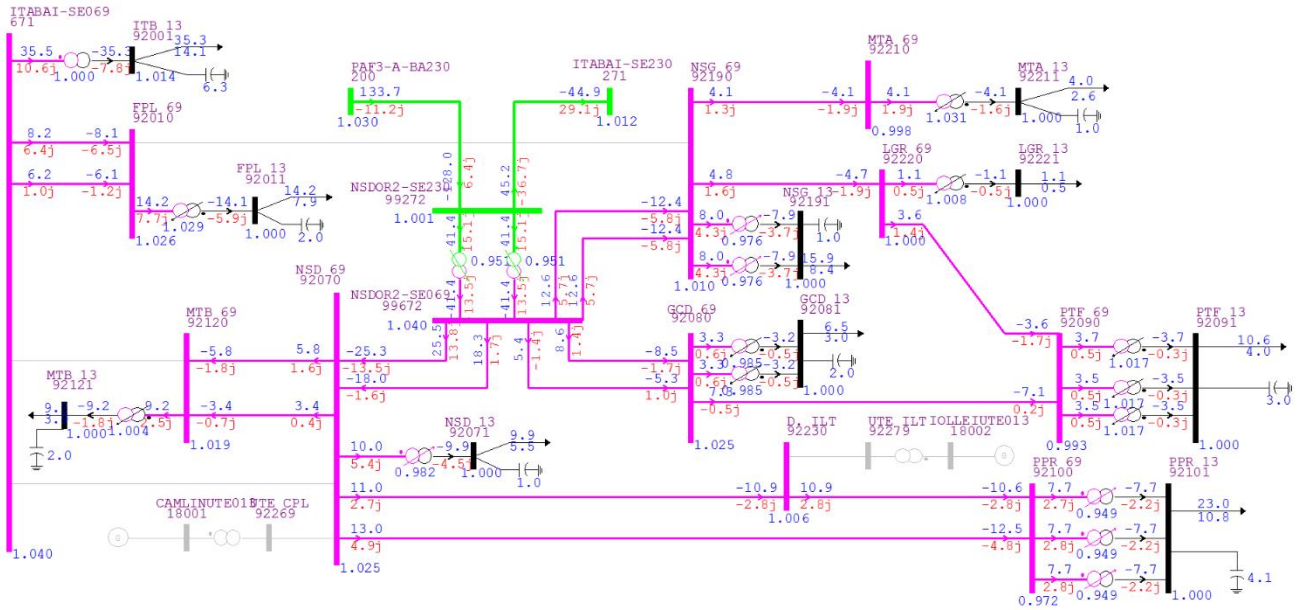 ITABAI-SE069
671
35.5
10.6j
1.000
-35.3
-7.8j
ITB 13
92001
1.014
35.3
14.1
6.3
FPL 69
92010
8.2
6.4j
-8.1
-6.5j
6.2
1.0j
-6.1
-1.2j
14.2
7.7j
1.029
-14.1
-5.9j
1.026
FPL 13
92011
14.2
7.9
2.0
1.000
1.040
PAF3-A-BA230
200
133.7
-11.2j
1.030
ITABAI-SE230
271
-44.9
29.1j
1.012
-128.0
6.4j
45.2
-36.7j
NSDOR2-SE230
99272
1.001
41.4
15.1j
41.4
15.1j
0.951
0.951
-41.4
13.5j
-41.4
13.5j
NSDOR2-SE069
99672
1.040
25.5
13.8j
18.3
1.7j
5.4
-1.4j
8.6
1.4j
12.6
5.7j
12.6
5.7j
NSG 69
92190
4.1
1.3j
4.8
1.6j
-12.4
-5.8j
-12.4
-5.8j
8.0
4.3j
0.976
-7.9
-3.7j
8.0
4.3j
0.976
-7.9
-3.7j
1.010
NSG 13
92191
1.0
15.9
8.4
1.000
MTA 69
92210
-4.1
-1.9j
4.1
1.9j
0.998
1.031
-4.1
-1.6j
MTA 13
92211
4.0
2.6
1.0
1.000
LGR 69
92220
-4.7
-1.9j
1.1
0.5j
1.008
-1.1
-0.5j
3.6
1.4j
1.000
LGR 13
92221
1.1
0.5
1.000
NSD 69
92070
-25.3
-13.5j
-18.0
-1.6j
5.8
1.6j
3.4
0.4j
10.0
5.4j
0.982
-9.9
-4.5j
11.0
2.7j
13.0
4.9j
1.025
NSD 13
92071
9.9
5.5
1.0
1.000
MTB 69
92120
-5.8
-1.8j
-3.4
-0.7j
9.2
1.004
-9.2
-1.8j
1.019
MTB 13
92121
1.000
2.0
GCD 69
92080
-8.5
-1.7j
-5.3
1.0j
3.3
0.6j
0.985
-3.2
-0.5j
3.3
0.6j
0.985
-3.2
-0.5j
-0.5j
1.025
GCD 13
92081
6.5
3.0
2.0
1.000
PTF 69
92090
-3.6
-1.7j
-7.1
0.2j
3.7
0.5j
1.017
-3.7
-0.3j
3.5
0.5j
1.017
-3.5
-0.3j
3.5
0.5j
1.017
-3.5
-0.3j
0.993
PTF 13
92091
10.6
4.0
3.0
1.000
92230
-10.9
-2.8j
10.9
2.8j
1.006
92279
18002
18001
92269
PPR 69
92100
-10.6
-2.8j
-12.5
-4.8j
7.7
2.7j
0.949
-7.7
-2.2j
7.7
2.8j
0.949
-7.7
-2.2j
7.7
2.8j
0.949
-7.7
-2.2j
0.972
PPR 13
92101
23.0
10.8
4.1
1.000